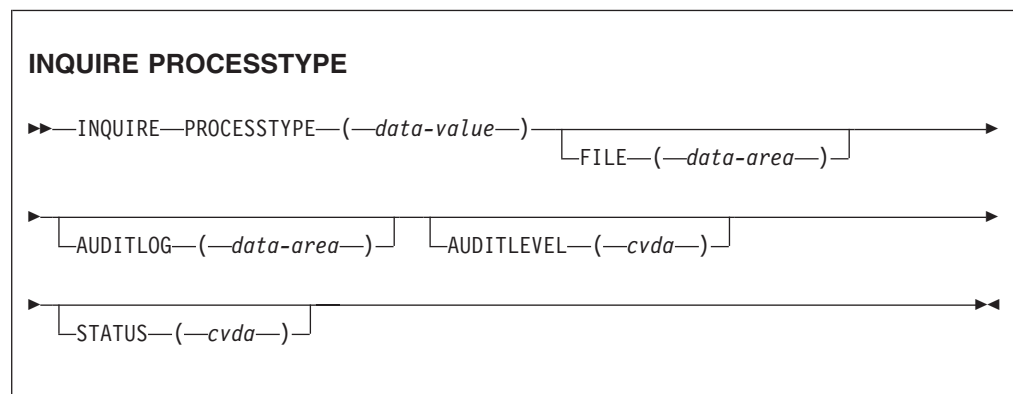 INQUIRE PROCESSTYPE
INQUIRE PROCESSTYPE ( data-value )
FILE ( data-area )
AUDITLOG ( data-area ) AUDITLEVEL ( cvda )
STATUS ( cvda )